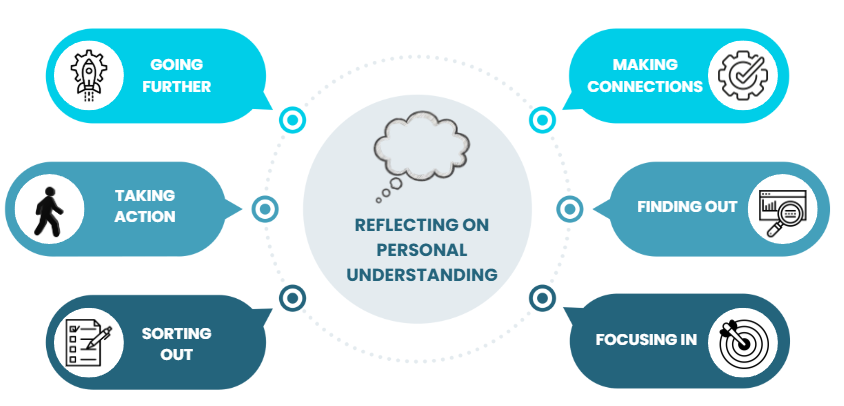 GOING
FURTHER
MAKING
CONNECTIONS
TAKING
ACTION
FINDING OUT
REFLECTING ON
PERSONAL
UNDERSTANDING
SORTING
OUT
FOCUSING IN